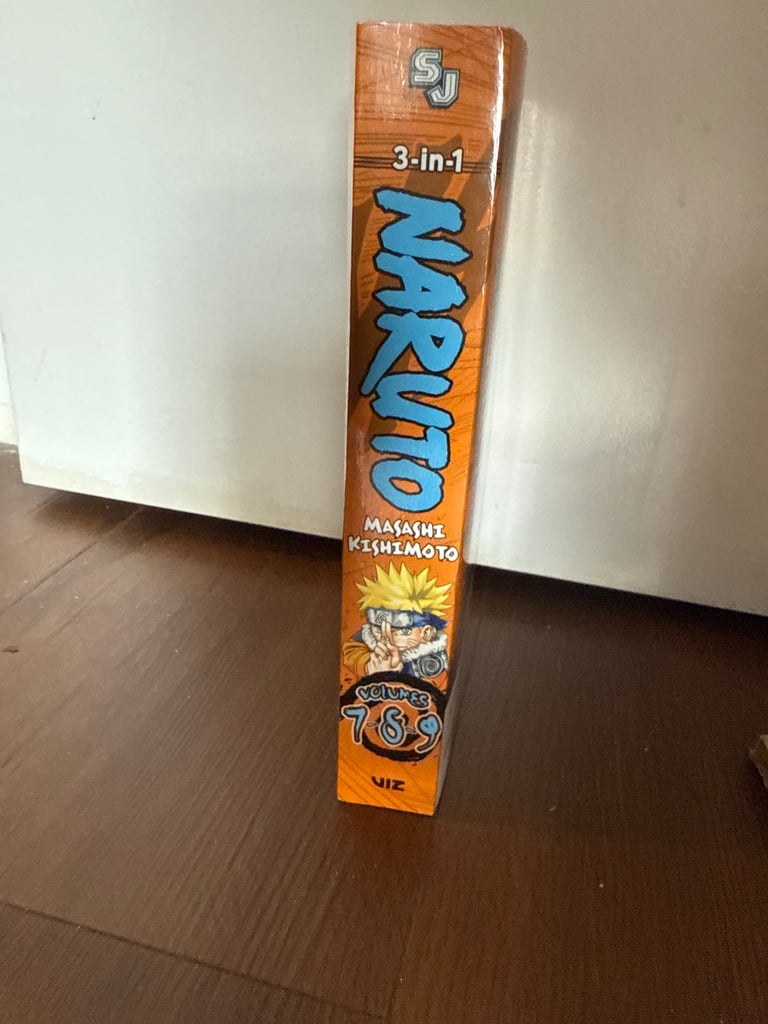 SJ
3-in-1
NARUTO
MASASHI
KISHIMOTO
VOLUMES
7-8-9
VIZ